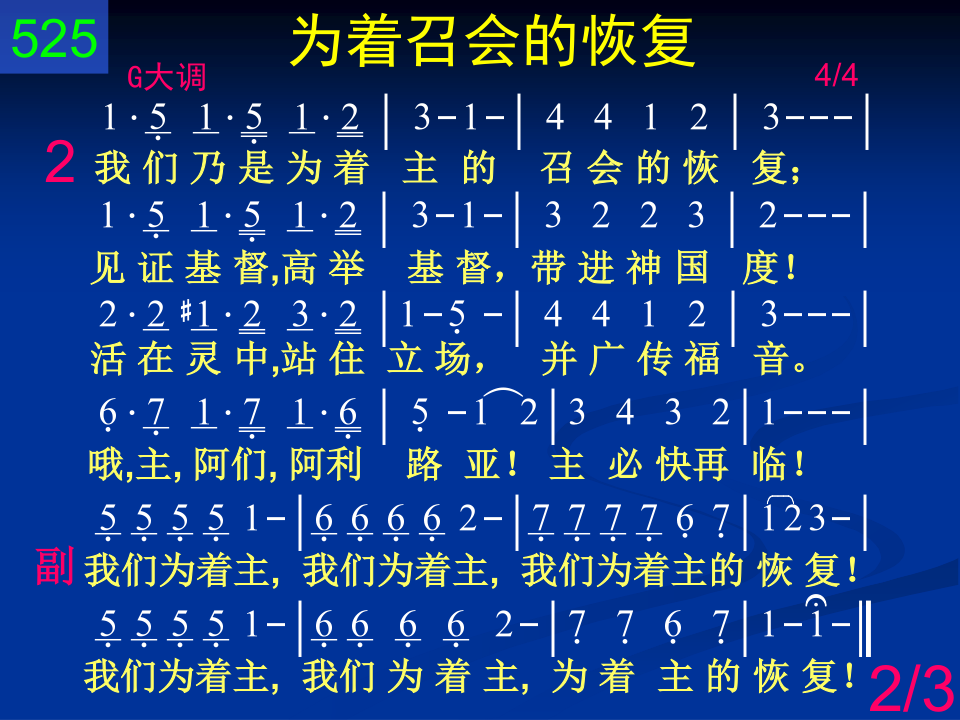 525 为着召会的恢复
G大调 4/4
1·5 1·5 1·2 | 3-1- | 4 4 1 2 | 3--- |
2 我们乃是为着 主的 召会的恢 复；
1·5 1·5 1·2 | 3-1- | 3 2 2 3 | 2--- |
见证基督,高举 基督，带进神国 度！
2·2 #1·2 3·2 | 1-5- | 4 4 1 2 | 3--- |
活在灵中,站住 立场， 并广传福 音。
6·7 1·7 1·6 | 5-1 2 | 3 4 3 2 | 1--- |
哦,主,阿们,阿利 路 亚！ 主 必 快再 临！
5 5 5 5 1- | 6 6 6 6 2- | 7 7 7 7 6 7 | 1 2 3- |
副 我们为着主, 我们为着主, 我们为着主的 恢 复！
5 5 5 5 1- | 6 6 6 6 2- | 7 7 6 7 | 1-1- ‖
我们为着主, 我们 为 着 主, 为 着 主 的 恢 复！
2/3